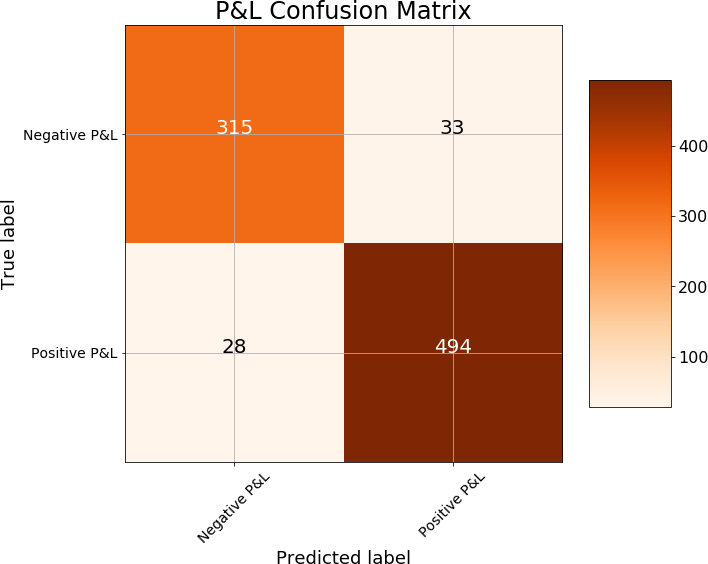 P&L Confusion Matrix
True label
Negative P&L
315
33
Positive P&L
28
494
Negative P&L
Positive P&L
Predicted label
400
300
200
100